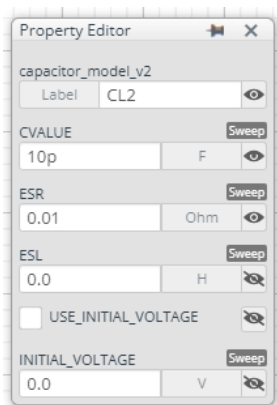 Property Editor
capacitor_model_v2
Label CL2
CVALUE Sweep
10p F
ESR Sweep
0.01 Ohm
ESL Sweep
0.0 H
USE_INITIAL_VOLTAGE
INITIAL_VOLTAGE Sweep
0.0 V